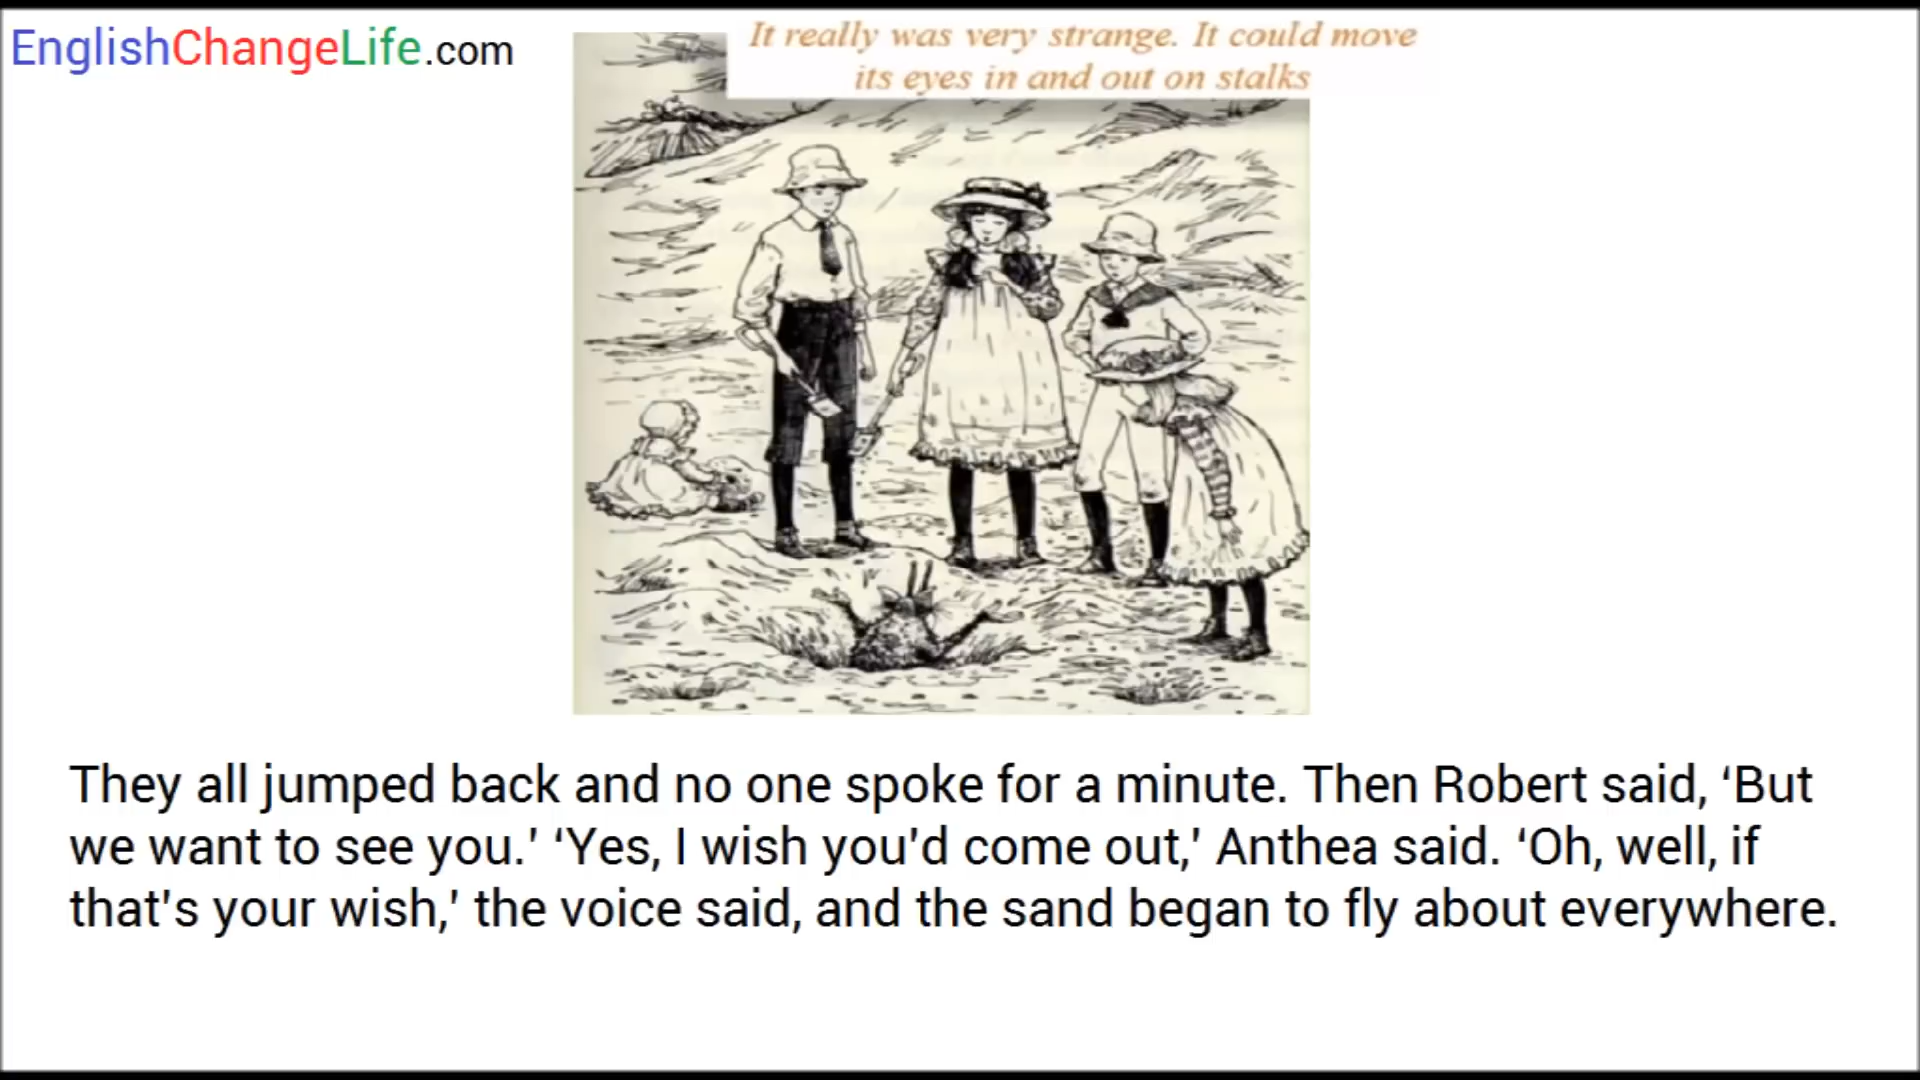 EnglishChangeLife.com
It really was very strange. It could move
its eyes in and out on stalks
They all jumped back and no one spoke for a minute. Then Robert said, ‘But
we want to see you.’ ‘Yes, I wish you’d come out,’ Anthea said. ‘Oh, well, if
that's your wish,’ the voice said, and the sand began to fly about everywhere.